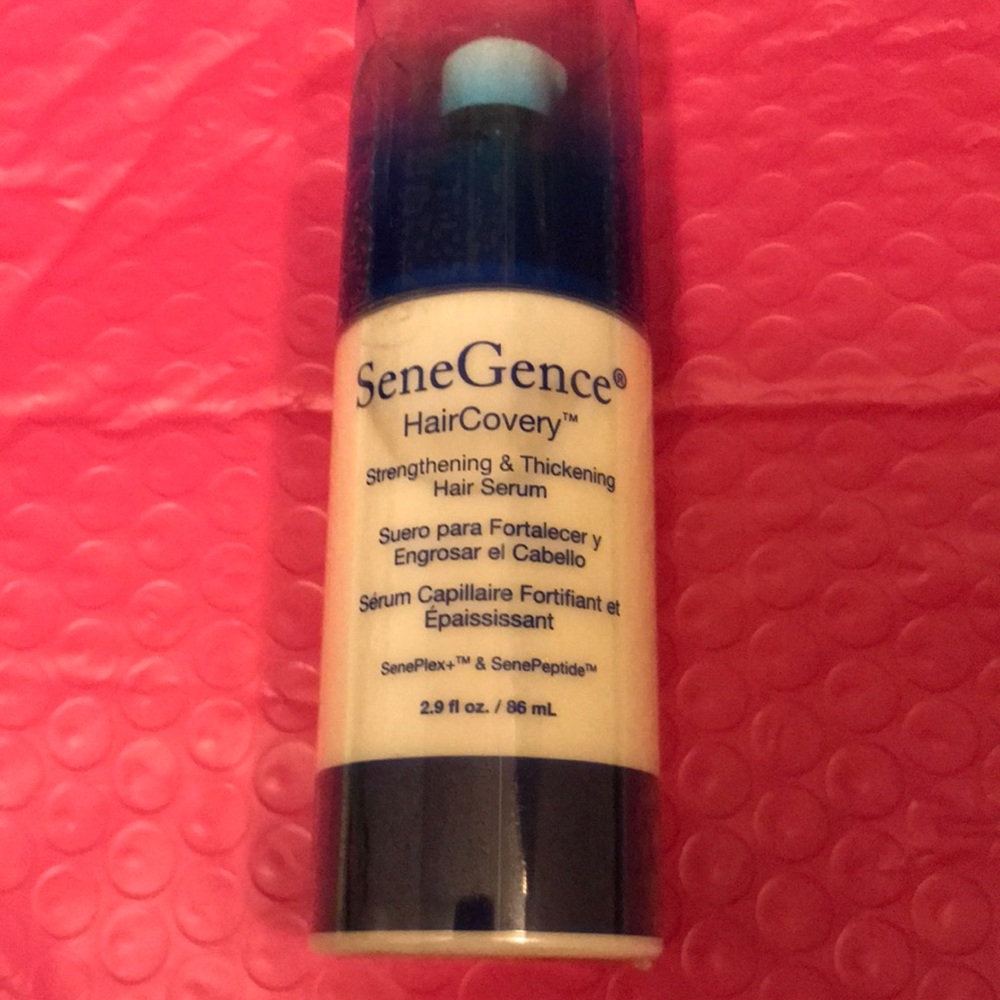 SeneGence®
HairCovery™
Strengthening & Thickening
Hair Serum
Suero para Fortalecer y
Engrosar el Cabello
Sérum Capillaire Fortifiant et
Épaississant
SenePlex+™ & SenePeptide™
2.9 fl oz. / 86 mL